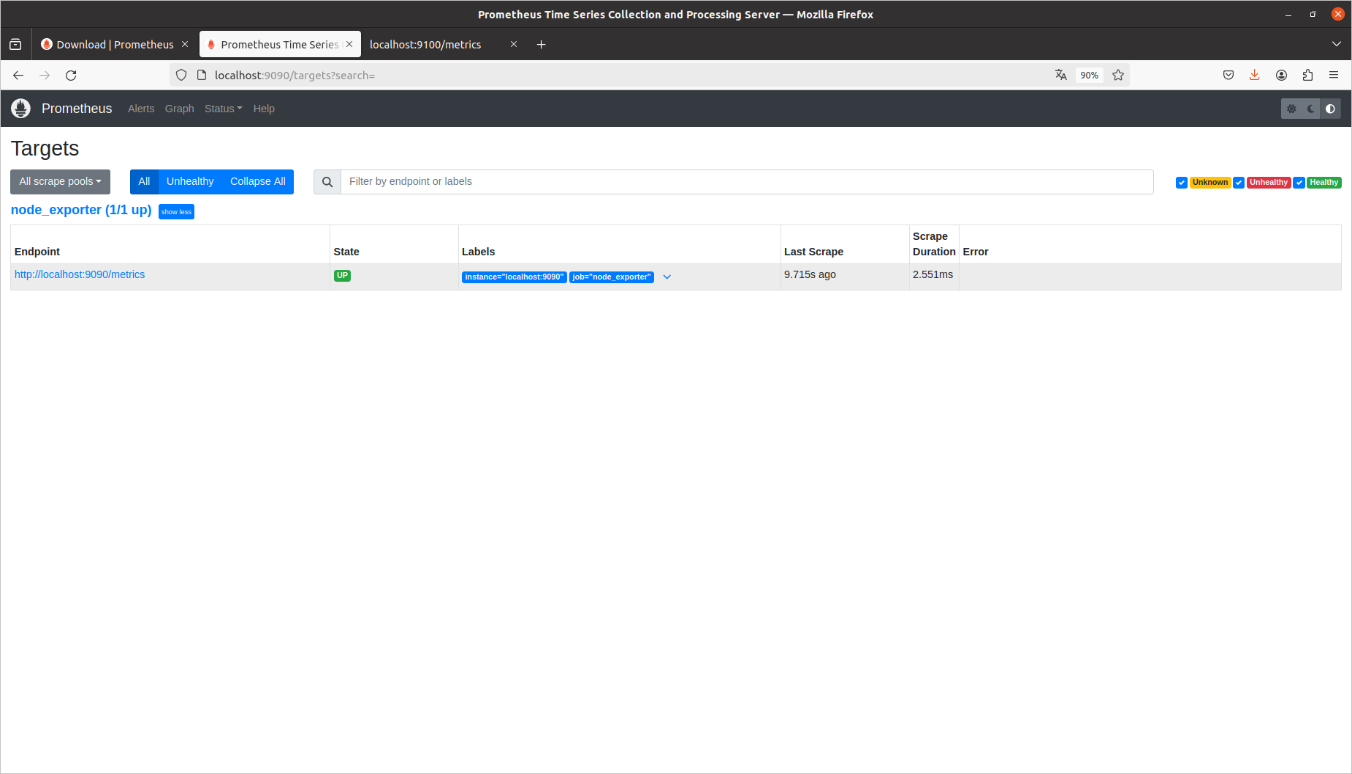 Prometheus Time Series Collection and Processing Server — Mozilla Firefox
Download | Prometheus
Prometheus Time Series
localhost:9100/metrics
localhost:9090/targets?search=
90%
Prometheus
Alerts
Graph
Status
Help
Targets
All scrape pools
All
Unhealthy
Collapse All
Filter by endpoint or labels
Unknown
Unhealthy
Healthy
node_exporter (1/1 up)
show less
Endpoint
State
Labels
Last Scrape
Scrape Duration
Error
http://localhost:9090/metrics
UP
instance="localhost:9090"
job="node_exporter"
9.715s ago
2.551ms